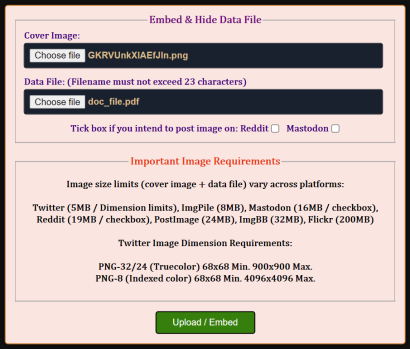 Embed & Hide Data File
Cover Image:
Choose file GKRVUnkXIAEfJln.png
Data File: (Filename must not exceed 23 characters)
Choose file doc_file.pdf
Tick box if you intend to post image on: Reddit Mastodon
Important Image Requirements
Image size limits (cover image + data file) vary across platforms:
Twitter (5MB / Dimension limits), ImgPile (8MB), Mastodon (16MB / checkbox),
Reddit (19MB / checkbox), PostImage (24MB), ImgBB (32MB), Flickr (200MB)
Twitter Image Dimension Requirements:
PNG-32/24 (Truecolor) 68x68 Min. 900x900 Max.
PNG-8 (Indexed color) 68x68 Min. 4096x4096 Max.
Upload / Embed